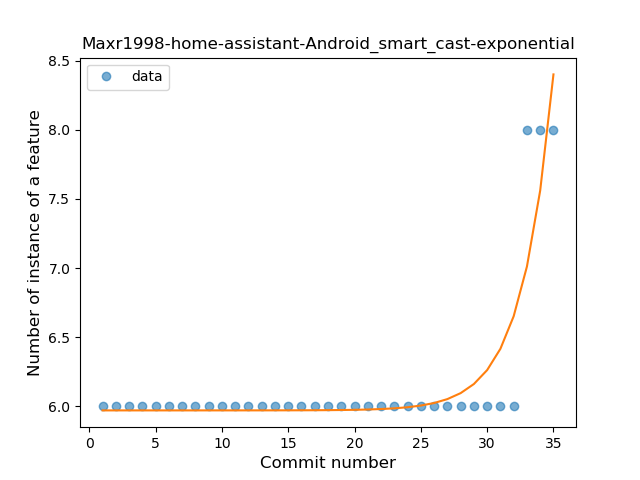 Maxr1998-home-assistant-Android_smart_cast-exponential
data
Number of instance of a feature
8.5
8.0
7.5
7.0
6.5
6.0
0 5 10 15 20 25 30 35
Commit number